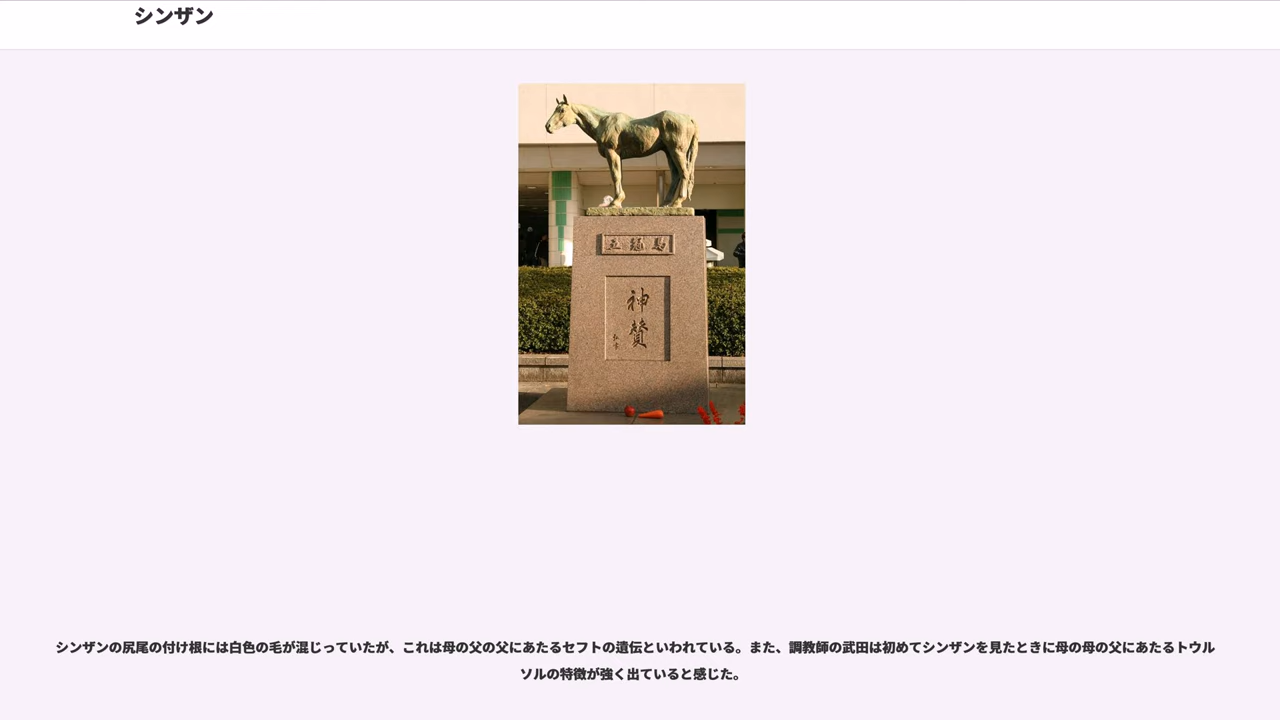 シンザン
五冠馬
神
賛
シンザンの尻尾の付け根には白色の毛が混じっていたが、これは母の父の父にあたるセフトの遺伝といわれている。また、調教師の武田は初めてシンザンを見たときに母の母の父にあたるトウル
ソルの特徴が強く出ていると感じた。